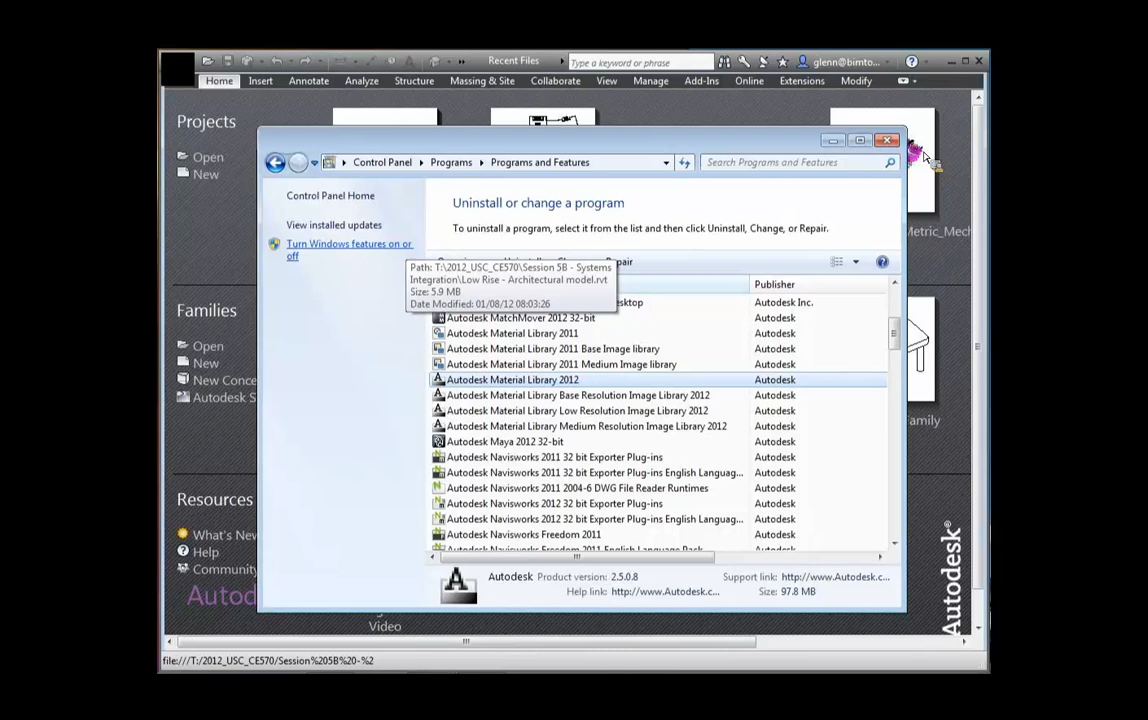 Recent Files
Type a keyword or phrase
glenn@bimto...
Home Insert Annotate Analyze Structure Massing & Site Collaborate View Manage Add-Ins Online Extensions Modify
Projects
Open
New
Metric_Mech
Families
Open
New
New Conce
Autodesk S
Family
Resources
What's New
Help
Community
Autod
Video
Autodesk®
Control Panel Programs Programs and Features
Search Programs and Features
Control Panel Home
View installed updates
Turn Windows features on or
off
Uninstall or change a program
To uninstall a program, select it from the list and then click Uninstall, Change, or Repair.
Path: T:\2012_USC_CE570\Session 5B - Systems
Integration\Low Rise - Architectural model.rvt
Size: 5.9 MB
Date Modified: 01/08/12 08:03:26
Publisher
Autodesk Inc.
Autodesk MatchMover 2012 32-bit Autodesk
Autodesk Material Library 2011 Autodesk
Autodesk Material Library 2011 Base Image library Autodesk
Autodesk Material Library 2011 Medium Image library Autodesk
Autodesk Material Library 2012 Autodesk
Autodesk Material Library Base Resolution Image Library 2012 Autodesk
Autodesk Material Library Low Resolution Image Library 2012 Autodesk
Autodesk Material Library Medium Resolution Image Library 2012 Autodesk
Autodesk Maya 2012 32-bit Autodesk
Autodesk Navisworks 2011 32 bit Exporter Plug-ins Autodesk
Autodesk Navisworks 2011 32 bit Exporter Plug-ins English Languag... Autodesk
Autodesk Navisworks 2011 2004-6 DWG File Reader Runtimes Autodesk
Autodesk Navisworks 2012 32 bit Exporter Plug-ins Autodesk
Autodesk Navisworks 2012 32 bit Exporter Plug-ins English Languag... Autodesk
Autodesk Navisworks Freedom 2011 Autodesk
Autodesk Navisworks Freedom 2011 English Language Pack Autodesk
Autodesk Product version: 2.5.0.8 Support link: http://www.Autodesk.c...
Help link: http://www.Autodesk.c... Size: 97.8 MB
file:///T:/2012_USC_CE570/Session%205B%20-%2